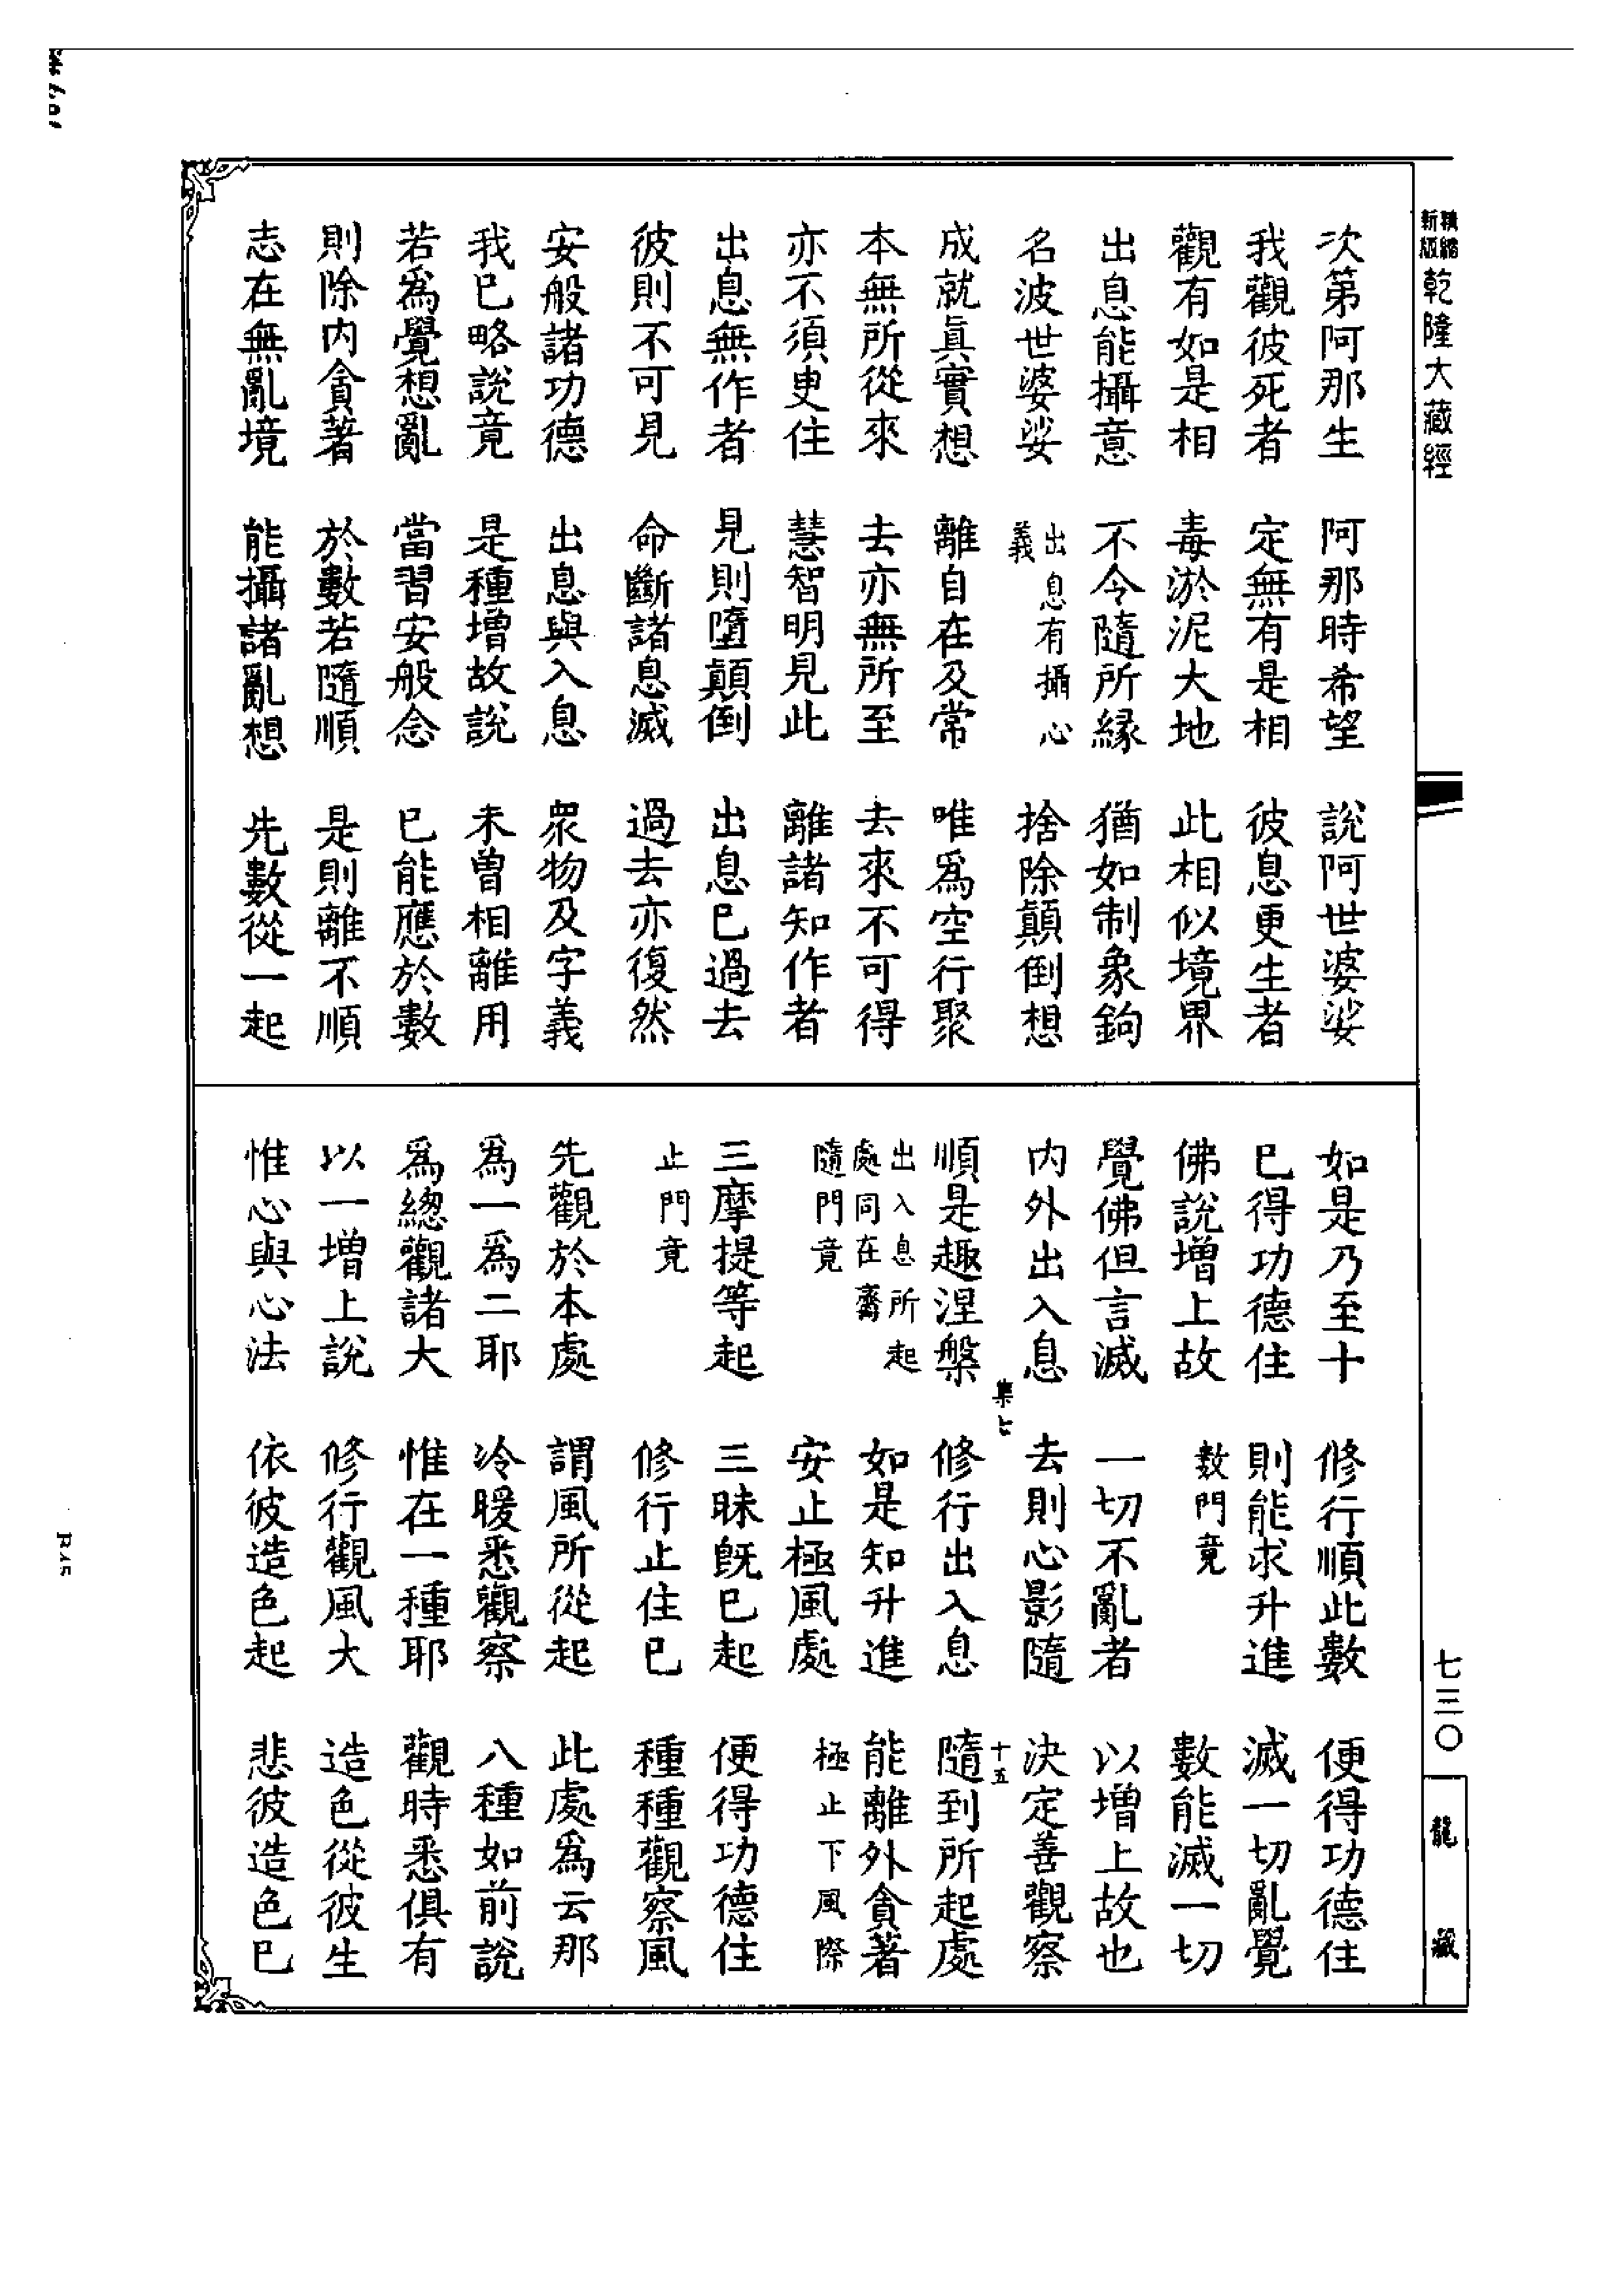 精縮新版乾隆大藏經
次第阿那生　阿那時希望　說阿世婆娑
我觀彼死者　定無有是相　彼息更生者
觀有如是相　毒淤泥大地　此相似境界
出息能攝意　不令隨所緣　猶如制象鉤
名波世婆娑　出息有攝心義　捨除顛倒想
成就眞實想　離自在及常　唯爲空行聚
本無所從來　去亦無所至　去來不可得
亦不須更住　慧智明見此　離諸知作者
出息無作者　見則墮顛倒　出息已過去
彼則不可見　命斷諸息滅　過去亦復然
安般諸功德　出息與入息　眾物及字義
我已略說竟　是種增故說　未曾相離用
若爲覺想亂　當習安般念　已能應於數
則除内貪著　於數若隨順　是則離不順
志在無亂境　能攝諸亂想　先數從一起
如是乃至十　修行順此數　便得功德住
已得功德住　則能求升進　滅一切亂覺
佛說增上故　數門竟　數能滅一切
覺佛但言滅　一切不亂者　以增上故也
内外出入息　去則心影隨　決定善觀察
集七　十五
順是趣涅槃　修行出入息　隨到所起處
出入息所起處同在臍隨門竟　如是知升進　能離外貪著
安止極風處　極止下風際
三摩提等起　三昧旣已起　便得功德住
止門竟　修行止住已　種種觀察風
先觀於本處　謂風所從起　此處爲云那
為一爲二耶　冷暖悉觀察　八種如前說
爲總觀諸大　惟在一種耶　觀時悉俱有
以一增上說　修行觀風大　造色從彼生
惟心與心法　依彼造色起　悲彼造色已
七三〇
龍藏